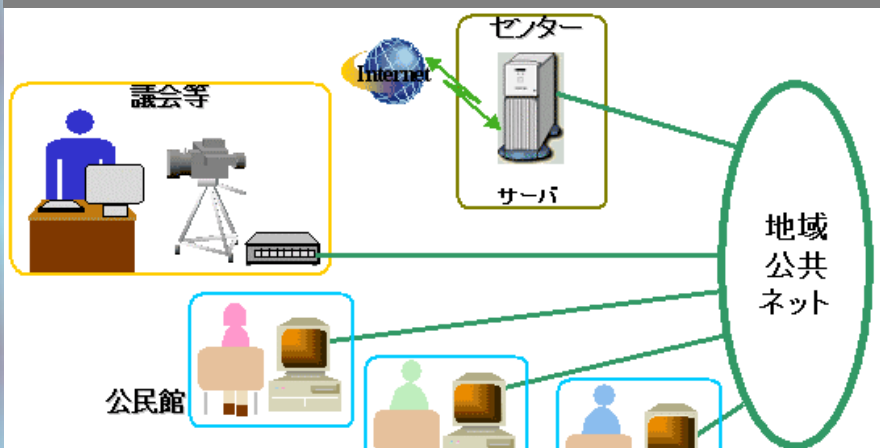 センター
Internet
議会等
サーバ
地域
公共
ネット
公民館